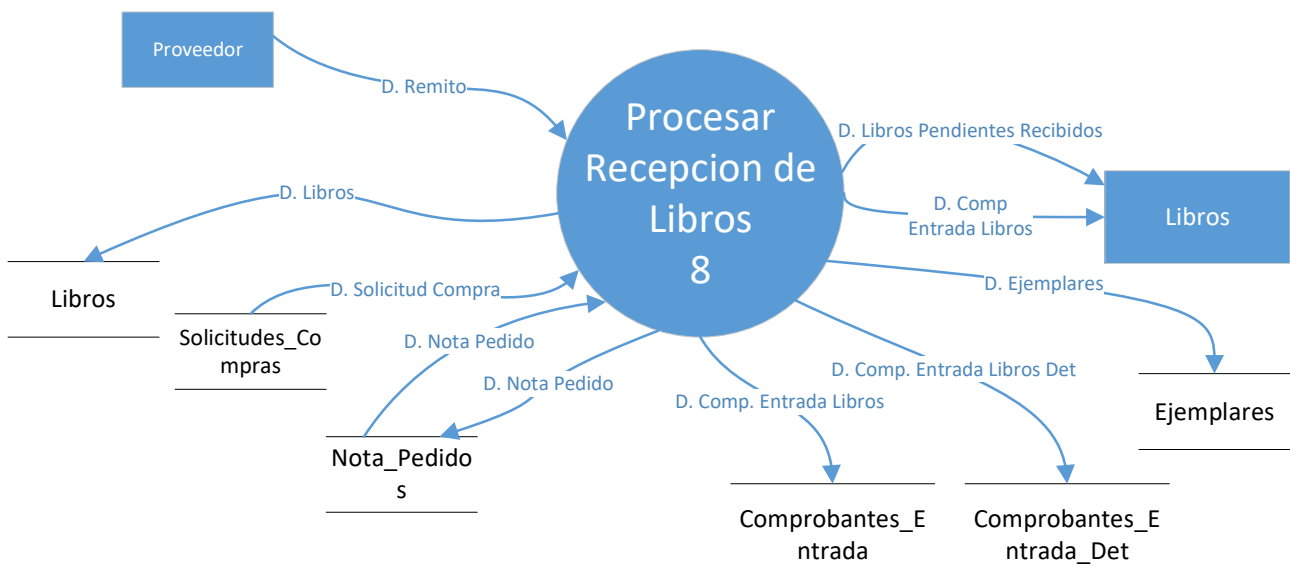 Proveedor
D. Remito
Procesar
Recepcion de
Libros
8
D. Libros Pendientes Recibidos
D. Libros
D. Comp
Entrada Libros
Libros
Libros
D. Solicitud Compra
D. Ejemplares
Solicitudes_Co
mpras
D. Nota Pedido
D. Nota Pedido
D. Comp. Entrada Libros Det
D. Comp. Entrada Libros
Ejemplares
Nota_Pedido
s
Comprobantes_E
ntrada
Comprobantes_E
ntrada_Det